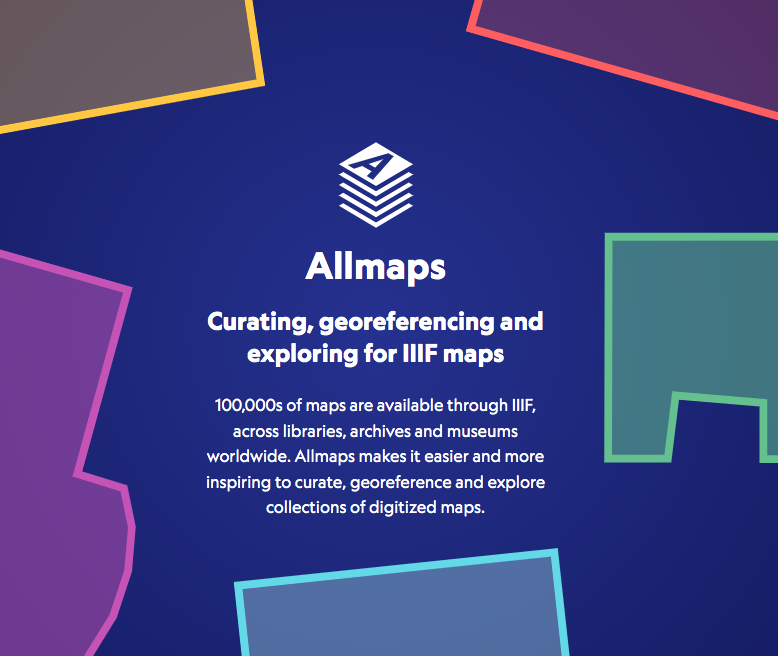 A
Allmaps
Curating, georeferencing and
exploring for IIIF maps
100,000s of maps are available through IIIF,
across libraries, archives and museums
worldwide. Allmaps makes it easier and more
inspiring to curate, georeference and explore
collections of digitized maps.